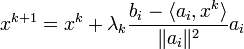 x^{k+1} = x^k + \lambda_k \frac{b_i - \langle a_i, x^k \rangle}{\|a_i\|^2} a_i